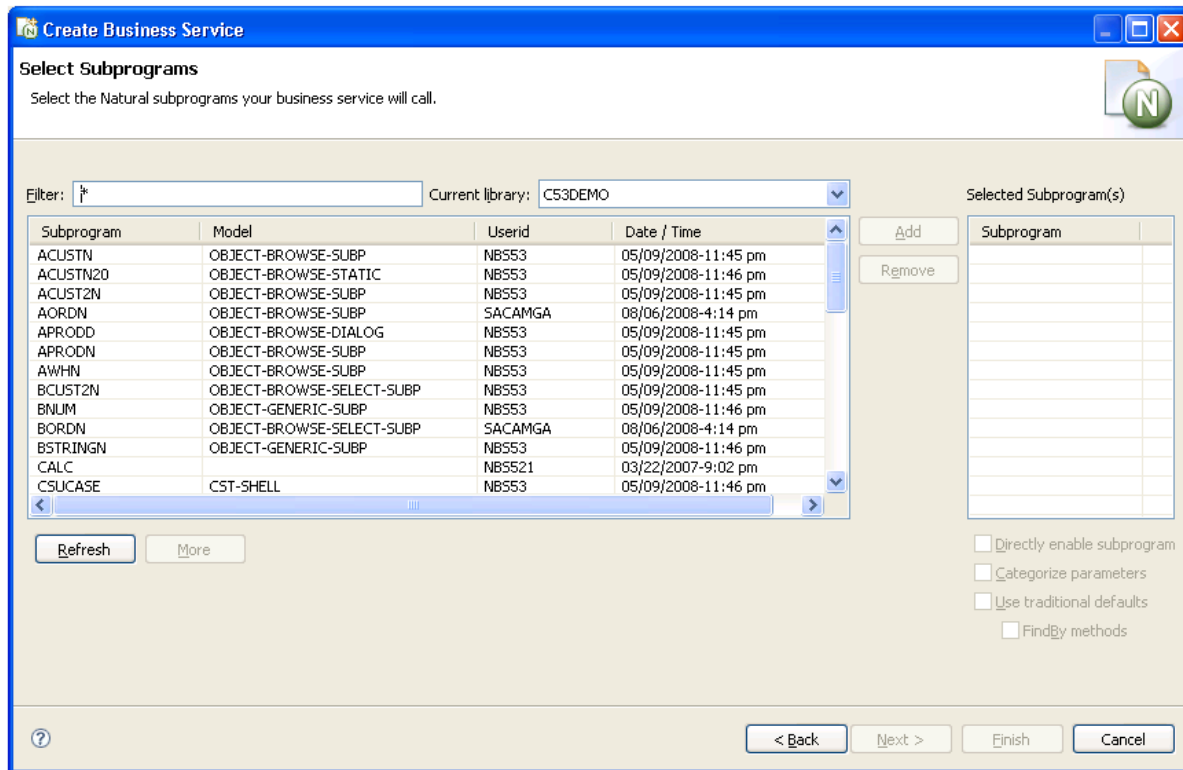 Create Business Service
Select Subprograms
Select the Natural subprograms your business service will call.
N
Filter: * Current library: C53DEMO Selected Subprogram(s)
Subprogram Model Userid Date / Time Add Subprogram
ACUSTN OBJECT-BROWSE-SUBP NBS53 05/09/2008-11:45 pm
Remove
ACUSTN20 OBJECT-BROWSE-STATIC NBS53 05/09/2008-11:45 pm
ACUST2N OBJECT-BROWSE-SUBP NBS53 05/09/2008-11:45 pm
AORDN OBJECT-BROWSE-SUBP SACAMGA 08/06/2008-4:14 pm
APRODD OBJECT-BROWSE-DIALOG NBS53 05/09/2008-11:45 pm
APRODN OBJECT-BROWSE-SUBP NBS53 05/09/2008-11:45 pm
AWHN OBJECT-BROWSE-SUBP NBS53 05/09/2008-11:45 pm
BCUST2N OBJECT-BROWSE-SELECT-SUBP NBS53 05/09/2008-11:46 pm
BNUM OBJECT-GENERIC-SUBP NBS53 05/09/2008-11:46 pm
BORDN OBJECT-BROWSE-SELECT-SUBP SACAMGA 08/06/2008-4:14 pm
BSTRINGN OBJECT-GENERIC-SUBP NBS53 05/09/2008-11:46 pm
CALC NBS521 03/22/2007-9:02 pm
CSUCASE CST-SHELL NBS53 05/09/2008-11:46 pm
Refresh More
Directly enable subprogram
Categorize parameters
Use traditional defaults
FindBy methods
? < Back Next > Finish Cancel